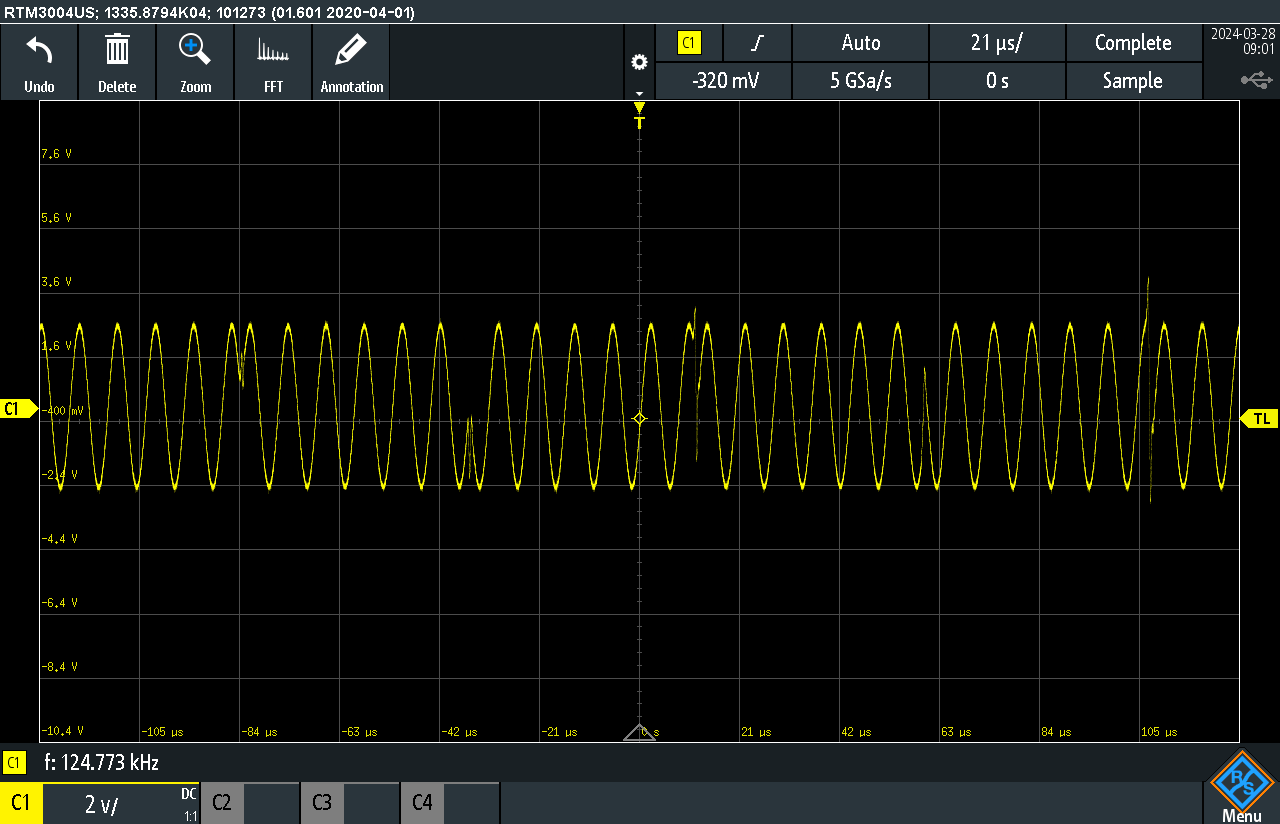 RTM3004US; 1335.8794K04; 101273 (01.601 2020-04-01)
Undo
Delete
Zoom
FFT
Annotation
C1
Auto
21 µs/
Complete
-320 mV
5 GSa/s
0 s
Sample
2024-03-28
09:01
T
7.6 V
5.6 V
3.6 V
1.6 V
C1
-400 mV
TL
-2.4 V
-4.4 V
-6.4 V
-8.4 V
-10.4 V
-105 µs
-84 µs
-63 µs
-42 µs
-21 µs
0 s
21 µs
42 µs
63 µs
84 µs
105 µs
C1
f: 124.773 kHz
C1
2 V/
DC
1:1
C2
C3
C4
R S
Menu